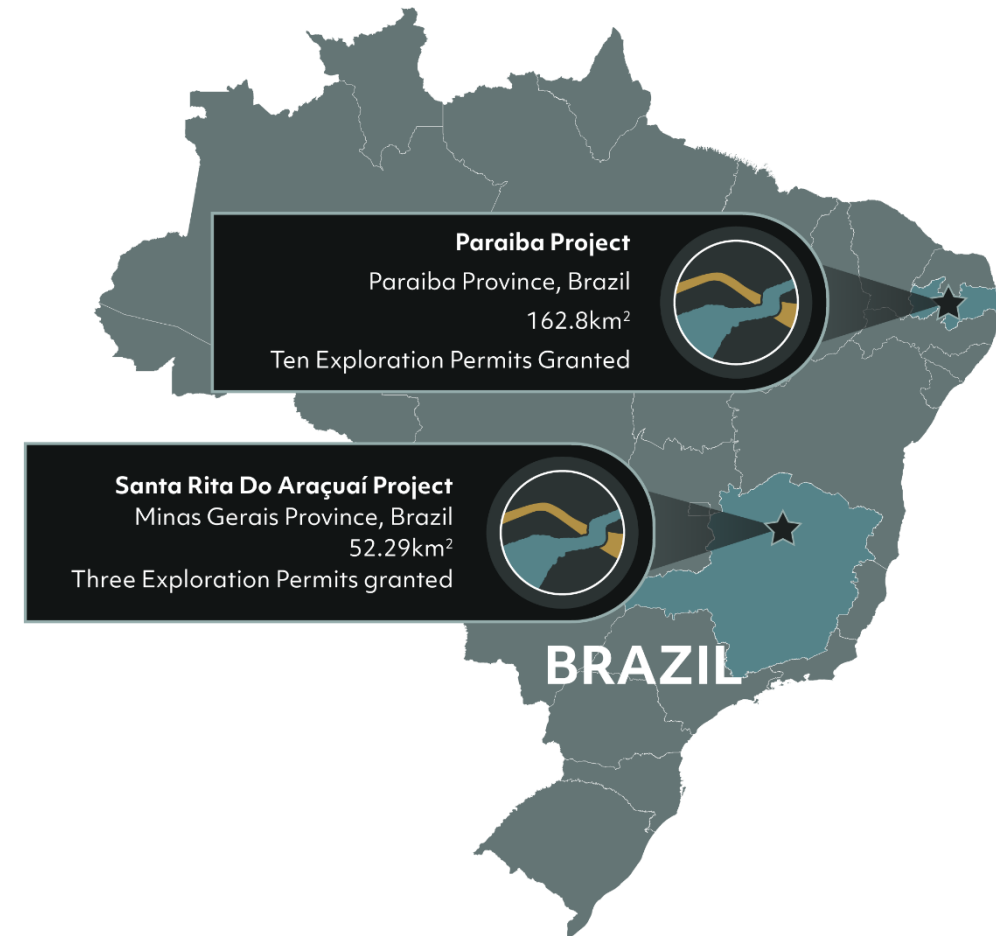 Paraiba Project
Paraiba Province, Brazil
162.8km²
Ten Exploration Permits Granted
Santa Rita Do Araçuaí Project
Minas Gerais Province, Brazil
52.29km²
Three Exploration Permits granted
BRAZIL